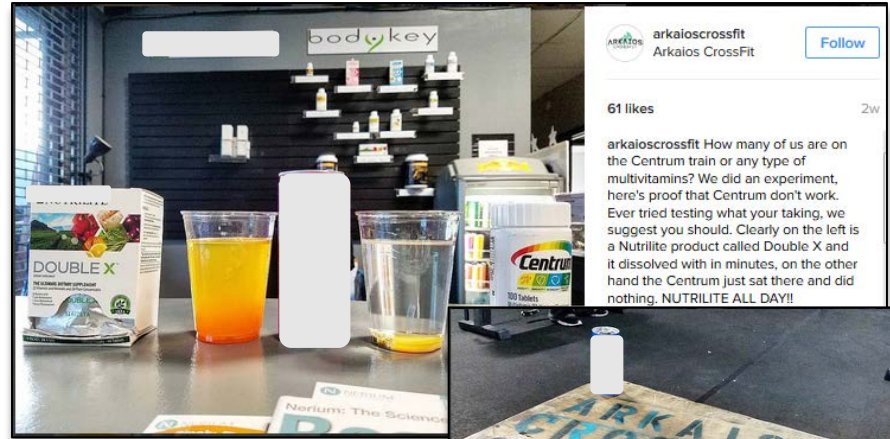 bodykey
NUTRILITE
DOUBLE X
THE ULTIMATE DIETARY SUPPLEMENT
Centrum
100 Tablets
NERIUM
NERIUM
Nerium: The Science
arkaioscrossfit
Arkaios CrossFit
Follow
61 likes
2w
arkaioscrossfit How many of us are on
the Centrum train or any type of
multivitamins? We did an experiment,
here's proof that Centrum don't work.
Ever tried testing what your taking, we
suggest you should. Clearly on the left is
a Nutrilite product called Double X and
it dissolved with in minutes, on the other
hand the Centrum just sat there and did
nothing. NUTRILITE ALL DAY!!